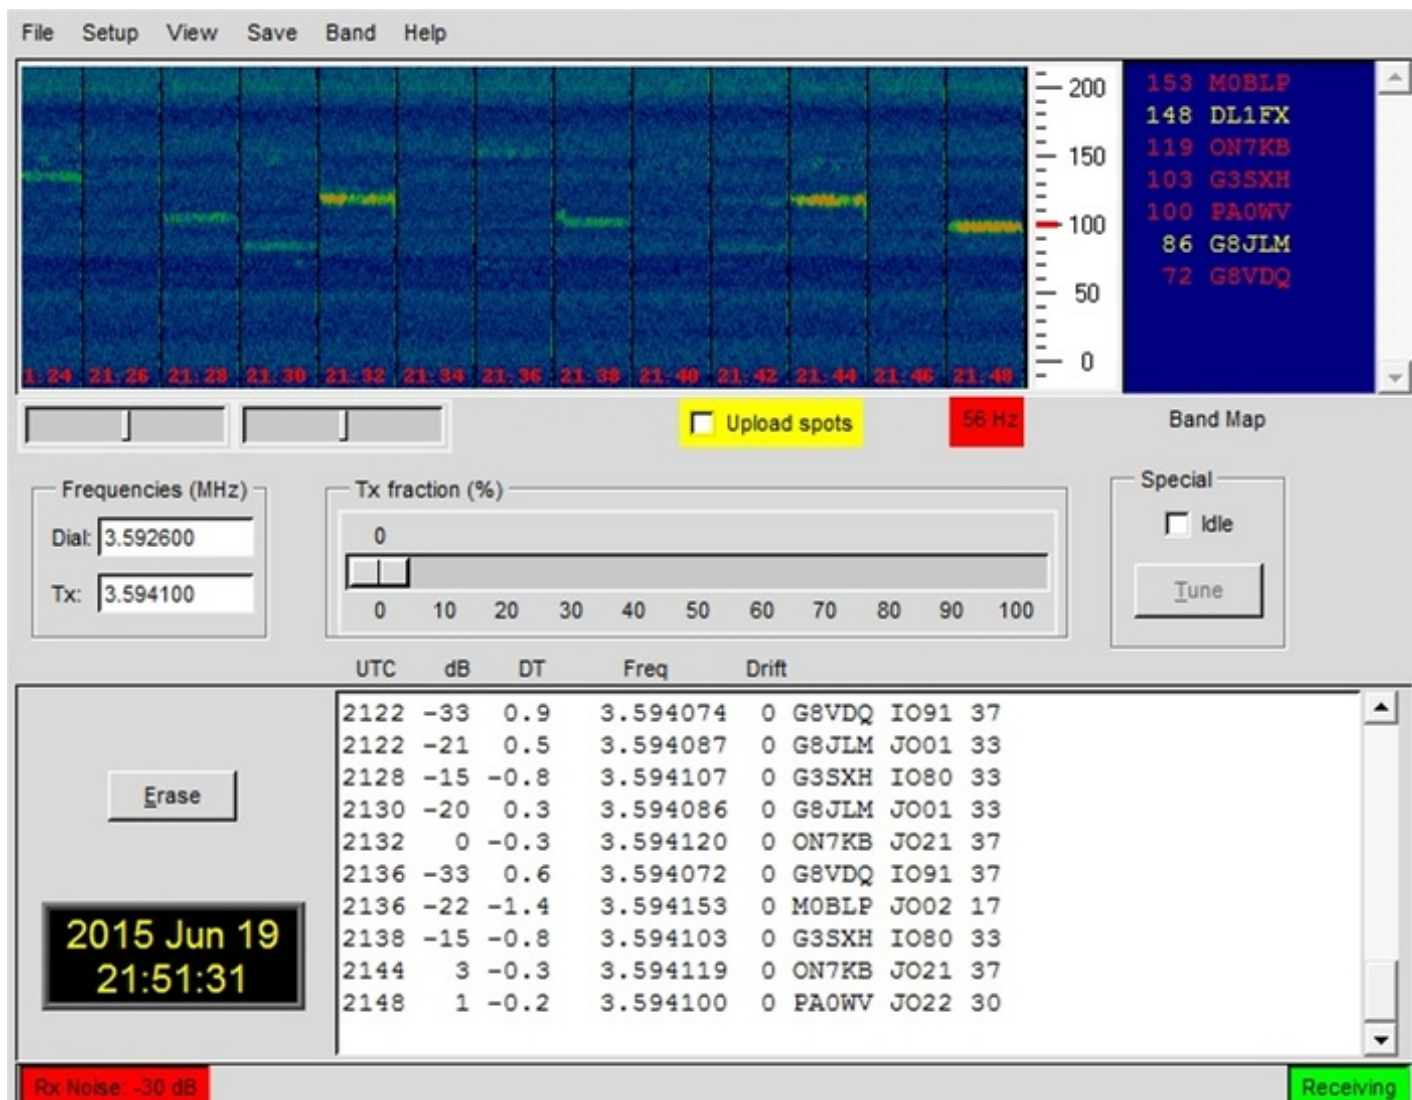 File Setup View Save Band Help
200
150
100
50
0
1:24 21:26 21:28 21:30 21:32 21:34 21:36 21:38 21:40 21:42 21:44 21:46 21:48
153 M0BLP
148 DL1FX
119 ON7KB
103 G3SXH
100 PA0WV
86 G8JLM
72 G8VDQ
Upload spots
56 Hz
Band Map
Frequencies (MHz)
Dial: 3.592600
Tx: 3.594100
Tx fraction (%)
0
0 10 20 30 40 50 60 70 80 90 100
Special
Idle
Tune
UTC dB DT Freq Drift
2122 -33 0.9 3.594074 0 G8VDQ IO91 37
2122 -21 0.5 3.594087 0 G8JLM JO01 33
2128 -15 -0.8 3.594107 0 G3SXH IO80 33
2130 -20 0.3 3.594086 0 G8JLM JO01 33
2132 0 -0.3 3.594120 0 ON7KB JO21 37
2136 -33 0.6 3.594072 0 G8VDQ IO91 37
2136 -22 -1.4 3.594153 0 M0BLP JO02 17
2138 -15 -0.8 3.594103 0 G3SXH IO80 33
2144 3 -0.3 3.594119 0 ON7KB JO21 37
2148 1 -0.2 3.594100 0 PA0WV JO22 30
Erase
2015 Jun 19
21:51:31
Rx Noise: -30 dB
Receiving